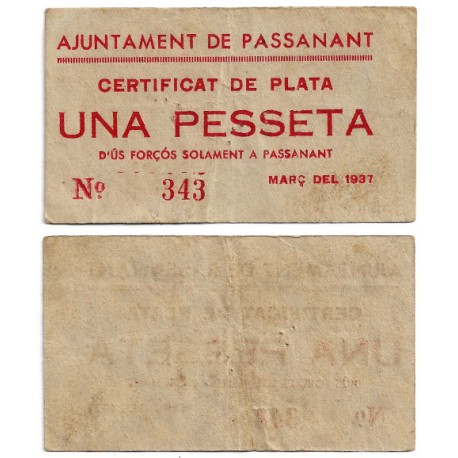 AJUNTAMENT DE PASSANANT
CERTIFICAT DE PLATA
UNA PESSETA
D'ÚS FORÇÓS SOLAMENT A PASSANANT
Nº 343 MARÇ DEL 1937